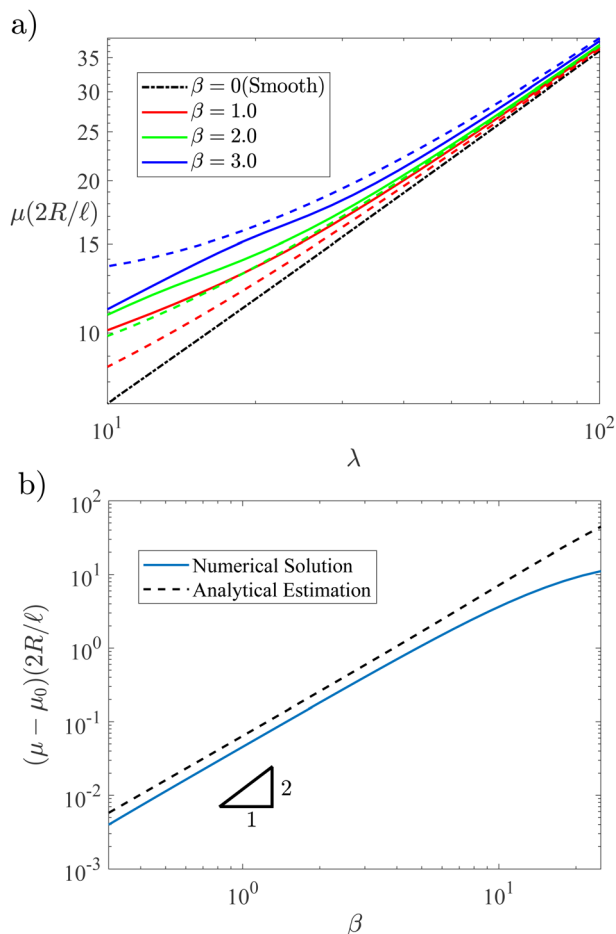 a)
35
30
25
20
15
10
μ(2R/ℓ)
β = 0(Smooth)
β = 1.0
β = 2.0
β = 3.0
10¹
10²
λ
b)
10²
10¹
10⁰
10⁻¹
10⁻²
10⁻³
(μ − μ₀)(2R/ℓ)
Numerical Solution
Analytical Estimation
2
1
10⁰
10¹
β